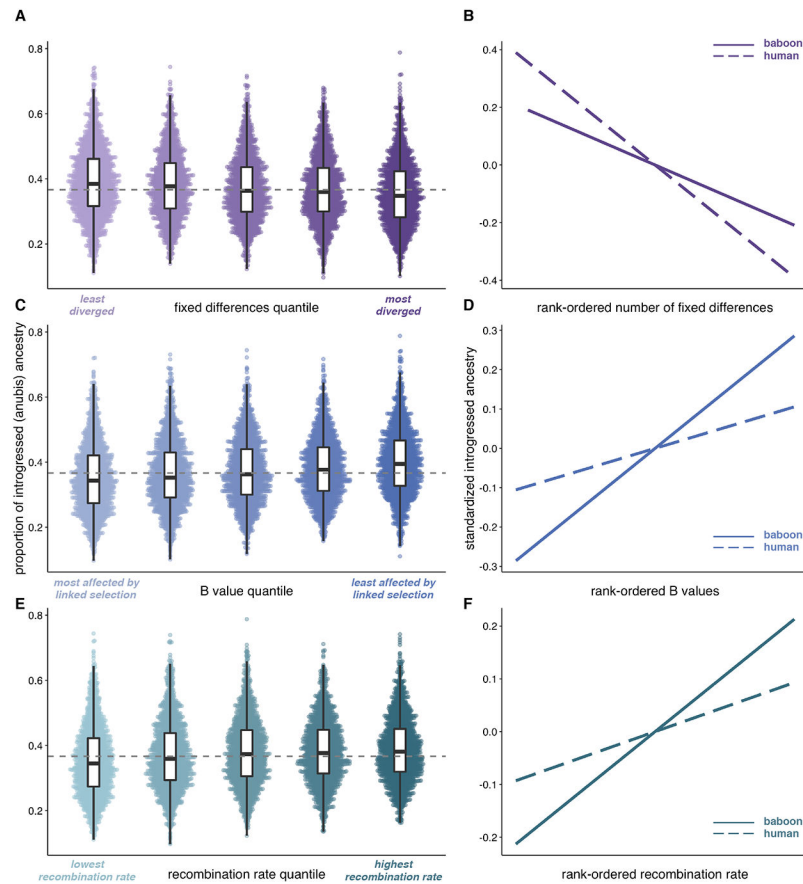 A
0.8
0.6
0.4
0.2
least
diverged
fixed differences quantile
most
diverged
B
baboon
human
0.4
0.2
0.0
-0.2
-0.4
rank-ordered number of fixed differences
C
proportion of introgressed (anubis) ancestry
0.8
0.6
0.4
0.2
most affected by
linked selection
B value quantile
least affected by
linked selection
D
standardized introgressed ancestry
0.3
0.2
0.1
0.0
-0.1
-0.2
-0.3
baboon
human
rank-ordered B values
E
0.8
0.6
0.4
0.2
lowest
recombination rate
recombination rate quantile
highest
recombination rate
F
0.2
0.1
0.0
-0.1
-0.2
baboon
human
rank-ordered recombination rate